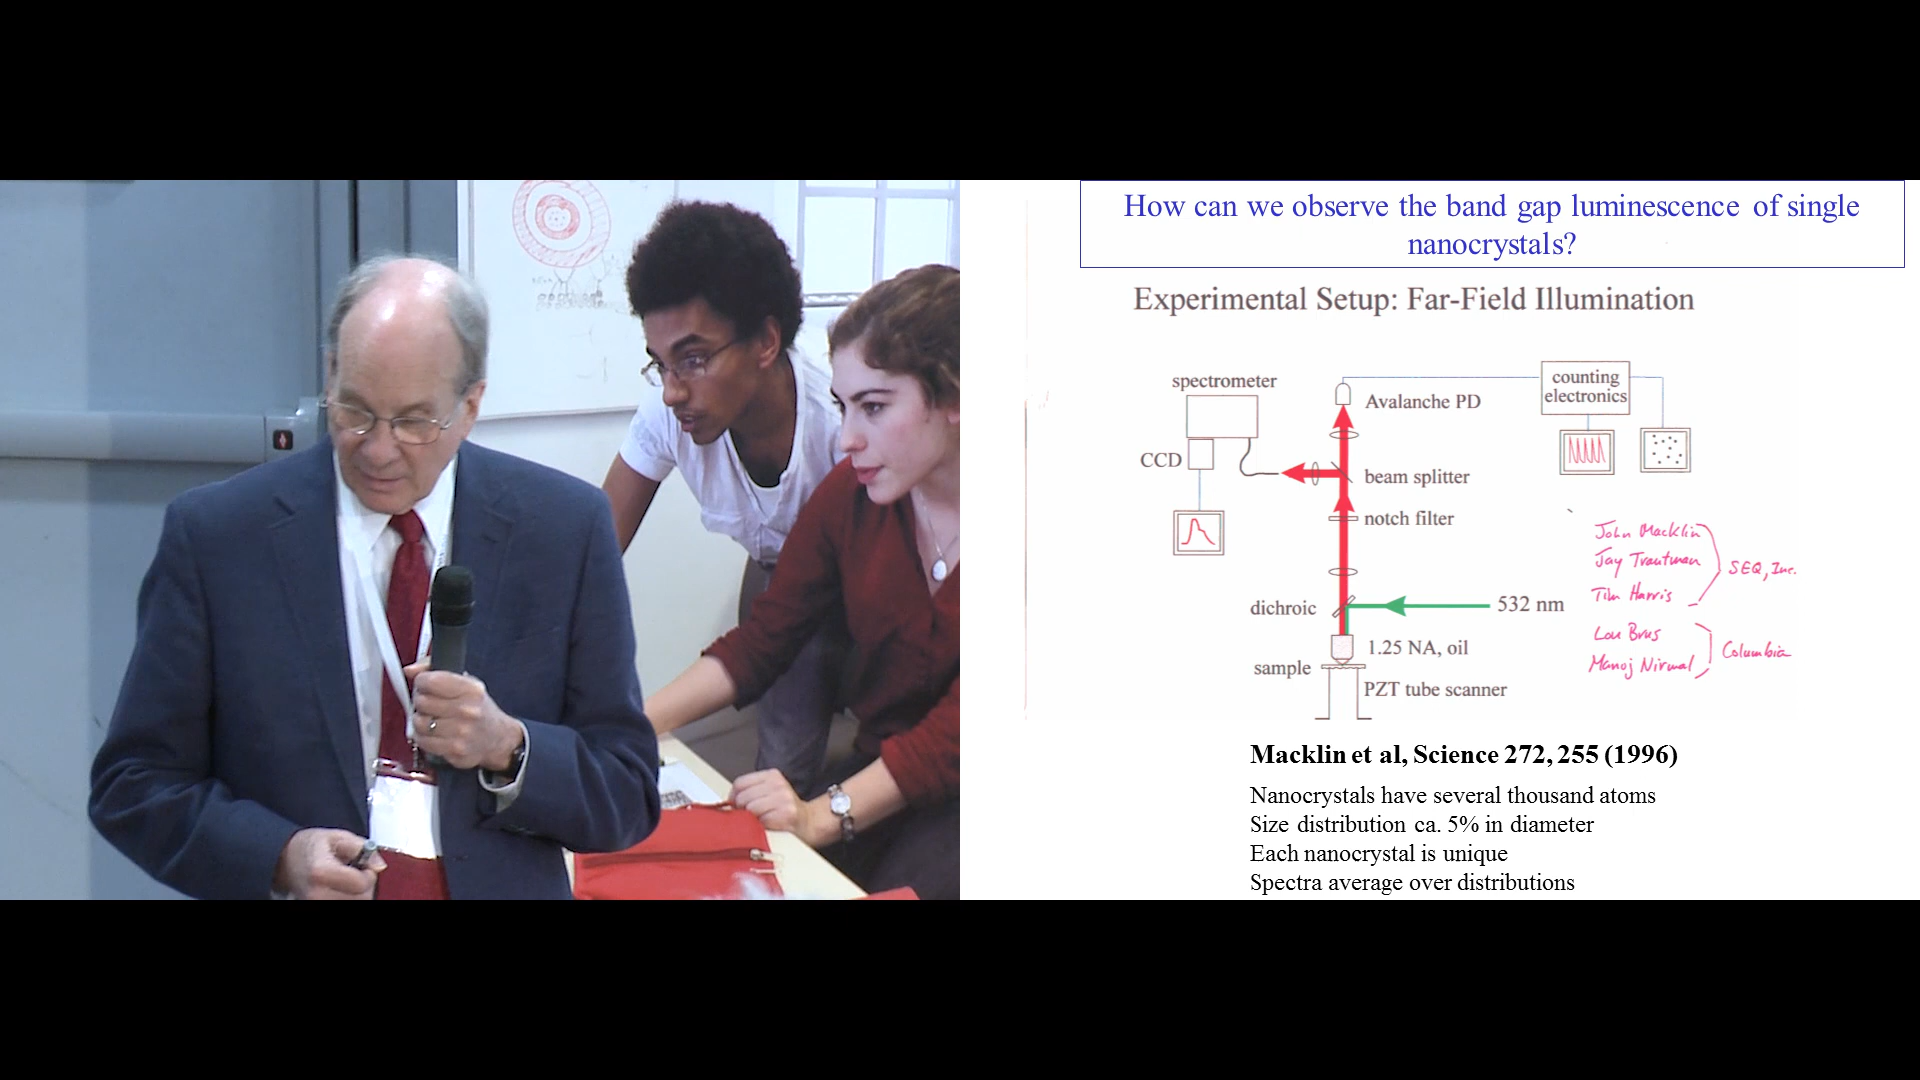 How can we observe the band gap luminescence of single
nanocrystals?
Experimental Setup: Far-Field Illumination
spectrometer
Avalanche PD
counting
electronics
CCD
beam splitter
notch filter
John Macklin
Jay Trautman
Tim Harris
SEQ, Inc.
dichroic
532 nm
Lou Brus
Manoj Nirmal
Columbia
1.25 NA, oil
sample
PZT tube scanner
Macklin et al, Science 272, 255 (1996)
Nanocrystals have several thousand atoms
Size distribution ca. 5% in diameter
Each nanocrystal is unique
Spectra average over distributions